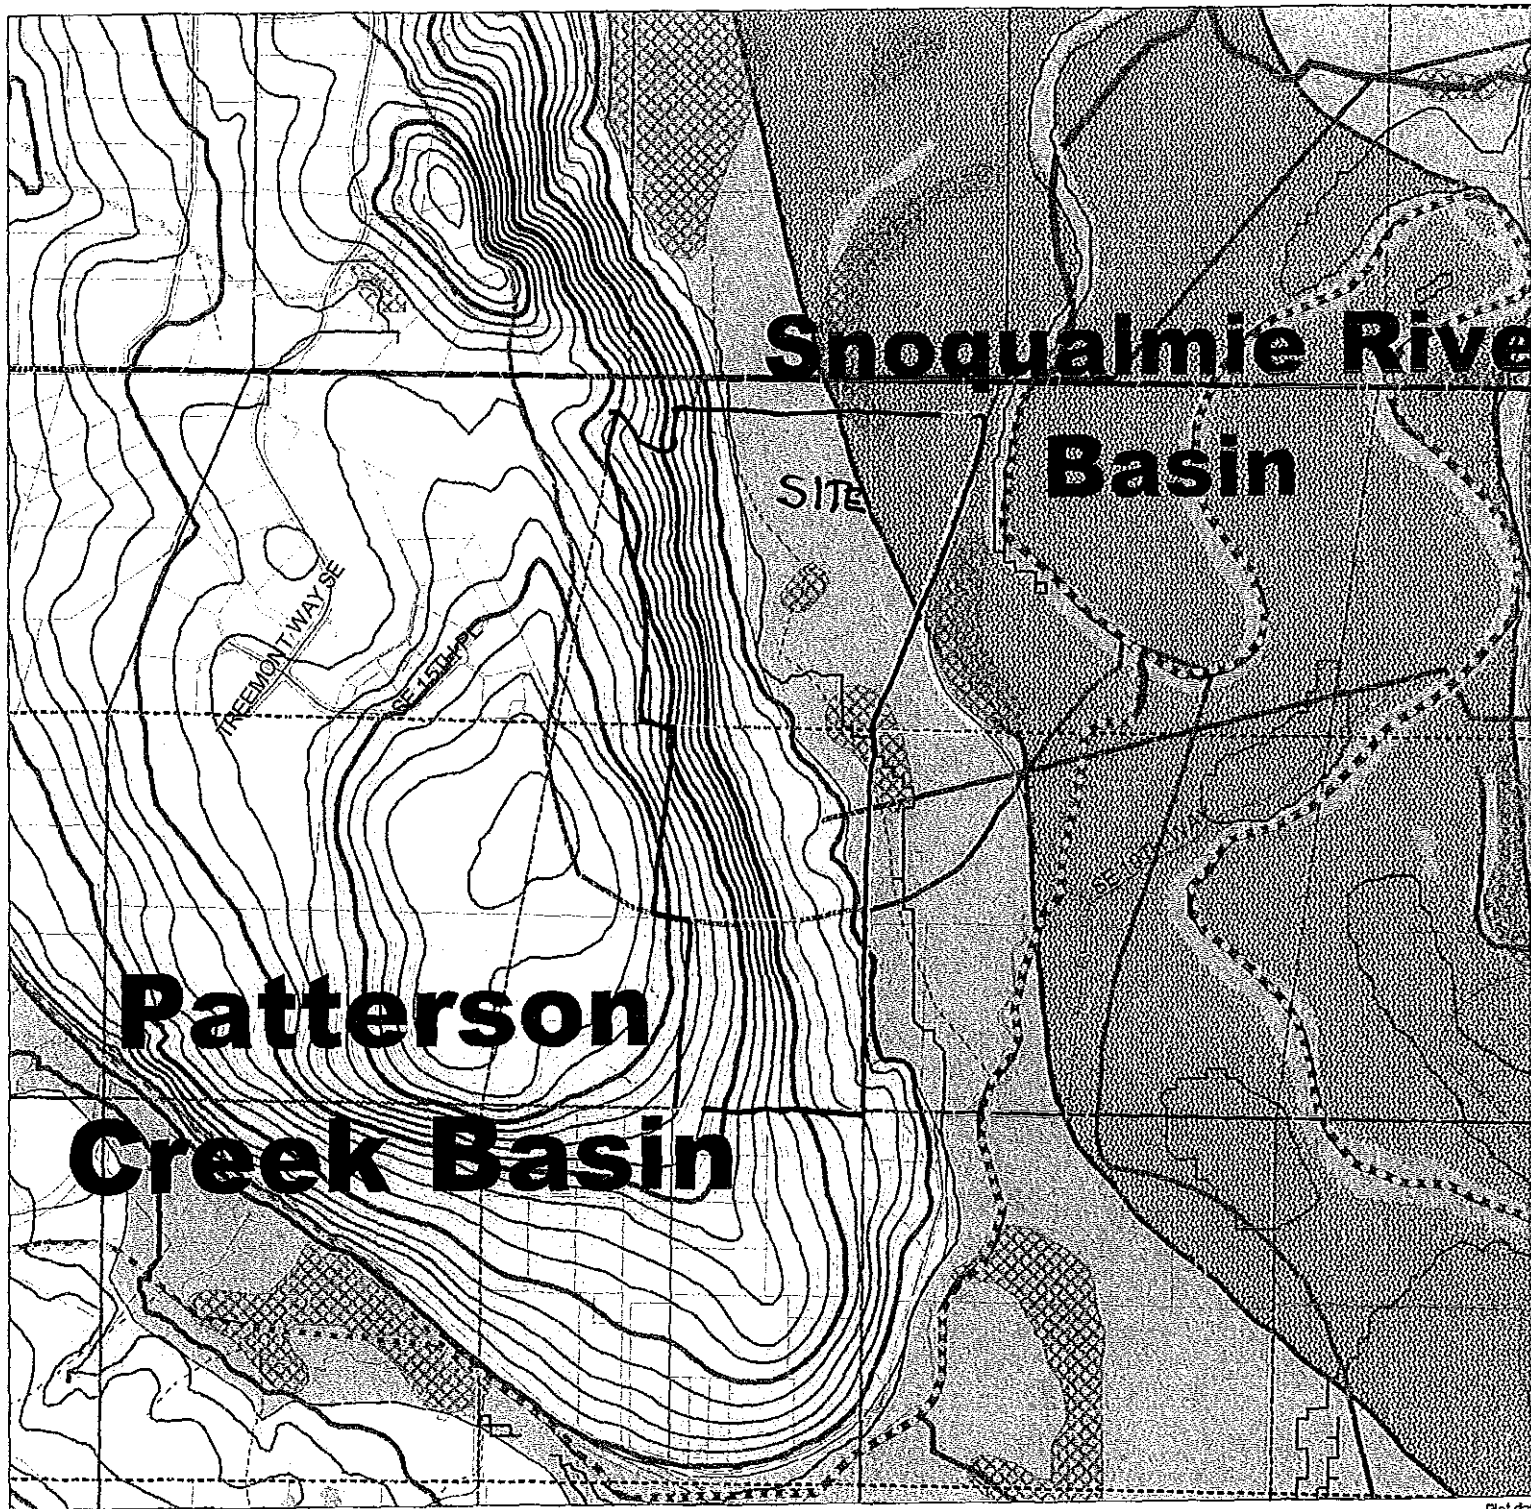 Snoqualmie Rive
Basin
SITE
TREEMONT WAY SE
SE 15TH PL
Patterson
Creek Basin